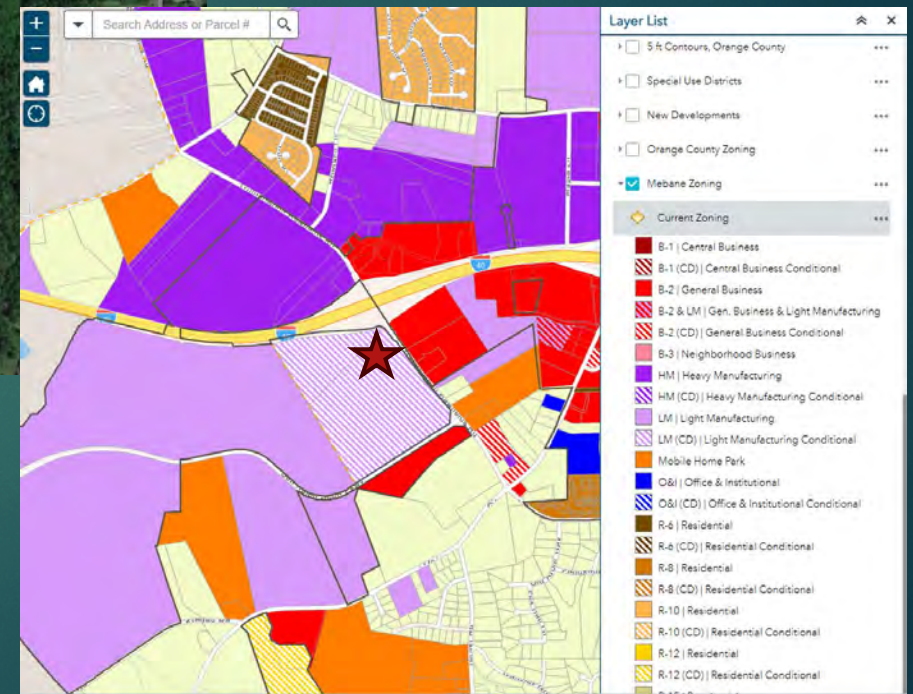 Search Address or Parcel #
Layer List
5 ft Contours, Orange County
Special Use Districts
New Developments
Orange County Zoning
Mebane Zoning
Current Zoning
B-1 | Central Business
B-1 (CD) | Central Business Conditional
B-2 | General Business
B-2 & LM | Gen. Business & Light Manufacturing
B-2 (CD) | General Business Conditional
B-3 | Neighborhood Business
HM | Heavy Manufacturing
HM (CD) | Heavy Manufacturing Conditional
LM | Light Manufacturing
LM (CD) | Light Manufacturing Conditional
Mobile Home Park
O&I | Office & Institutional
O&I (CD) | Office & Institutional Conditional
R-6 | Residential
R-6 (CD) | Residential Conditional
R-8 | Residential
R-8 (CD) | Residential Conditional
R-10 | Residential
R-10 (CD) | Residential Conditional
R-12 | Residential
R-12 (CD) | Residential Conditional
40